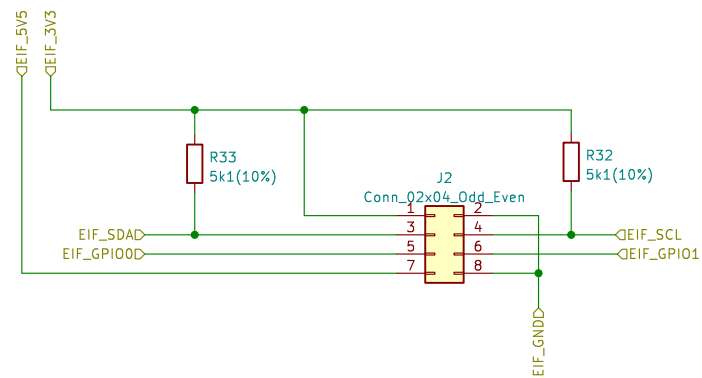 EIF_5V5
EIF_3V3
R33
5k1(10%)
R32
5k1(10%)
J2
Conn_02x04_Odd_Even
1 2
EIF_SDA 3 4 EIF_SCL
EIF_GPIO0 5 6 EIF_GPIO1
7 8
EIF_GND